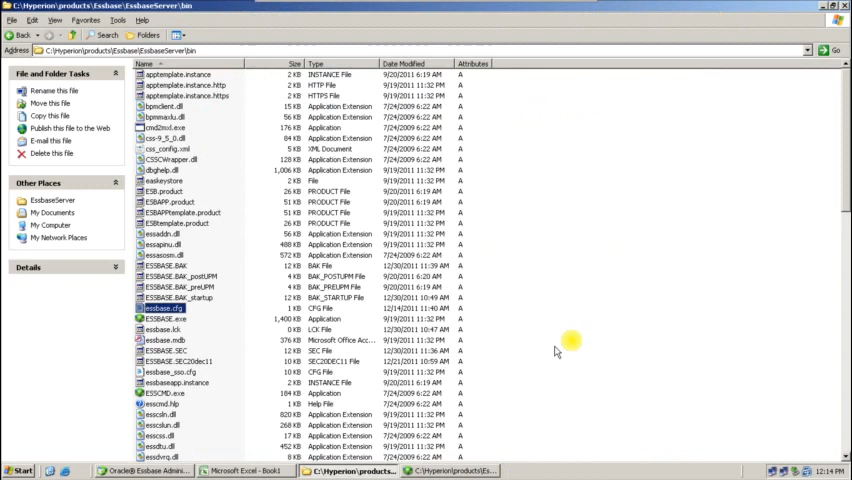 C:\Hyperion\products\Essbase\EssbaseServer\bin
File Edit View Favorites Tools Help
Back Search Folders
Address C:\Hyperion\products\Essbase\EssbaseServer\bin Go
File and Folder Tasks
Rename this file
Move this file
Copy this file
Publish this file to the Web
E-mail this file
Delete this file
Other Places
EssbaseServer
My Documents
My Computer
My Network Places
Details
Name Size Type Date Modified Attributes
apptemplate.instance 2 KB INSTANCE File 9/20/2011 6:19 AM A
apptemplate.instance.http 2 KB HTTP File 9/19/2011 11:32 PM A
apptemplate.instance.https 2 KB HTTPS File 9/19/2011 11:32 PM A
bpmclient.dll 15 KB Application Extension 7/24/2009 6:22 AM A
bpmmaxlu.dll 56 KB Application Extension 7/24/2009 6:22 AM A
cmd2mxl.exe 176 KB Application 7/24/2009 6:22 AM A
css-9_5_0.dll 84 KB Application Extension 7/24/2009 6:22 AM A
css_config.xml 5 KB XML Document 7/24/2009 6:22 AM A
CSSCWrapper.dll 128 KB Application Extension 7/24/2009 6:22 AM A
dbghelp.dll 1,006 KB Application Extension 9/19/2011 11:32 PM A
easkeystore 2 KB File 9/19/2011 11:32 PM A
ESB.product 26 KB PRODUCT File 9/20/2011 6:19 AM A
ESBAPP.product 51 KB PRODUCT File 9/20/2011 6:19 AM A
ESBAPPtemplate.product 51 KB PRODUCT File 9/19/2011 11:32 PM A
ESBtemplate.product 26 KB PRODUCT File 9/19/2011 11:32 PM A
essaddn.dll 56 KB Application Extension 9/19/2011 11:32 PM A
essapinu.dll 488 KB Application Extension 9/19/2011 11:32 PM A
essasosm.dll 572 KB Application Extension 7/24/2009 6:22 AM A
ESSBASE.BAK 12 KB BAK File 12/30/2011 11:39 AM A
ESSBASE.BAK_postUPM 6 KB BAK_POSTUPM File 9/20/2011 6:20 AM A
ESSBASE.BAK_preUPM 6 KB BAK_PREUPM File 9/19/2011 11:32 PM A
ESSBASE.BAK_startup 12 KB BAK_STARTUP File 12/30/2011 10:49 AM A
essbase.cfg 1 KB CFG File 12/14/2011 11:40 AM A
ESSBASE.exe 1,400 KB Application 9/19/2011 11:32 PM A
essbase.lck 0 KB LCK File 12/30/2011 10:47 AM A
essbase.mdb 376 KB Microsoft Office Acc... 9/19/2011 11:32 PM A
ESSBASE.SEC 12 KB SEC File 12/30/2011 11:36 AM A
ESSBASE.SEC20dec11 10 KB SEC20DEC11 File 12/21/2011 10:59 AM A
essbase_sso.cfg 1 KB CFG File 9/19/2011 11:32 PM A
essbaseapp.instance 2 KB INSTANCE File 9/20/2011 6:19 AM A
ESSCMD.exe 184 KB Application 7/24/2009 6:22 AM A
esscmd.hlp 2 KB Help File 7/24/2009 6:22 AM A
esscsln.dll 820 KB Application Extension 9/19/2011 11:32 PM A
esscslun.dll 268 KB Application Extension 9/19/2011 11:32 PM A
esscss.dll 17 KB Application Extension 7/24/2009 6:22 AM A
essdtu.dll 452 KB Application Extension 9/19/2011 11:32 PM A
essdvrq.dll 8 KB Application Extension 7/24/2009 6:22 AM A
Start Oracle® Essbase Admini... Microsoft Excel - Book1 C:\Hyperion\products... C:\Hyperion\products\Es... 12:14 PM